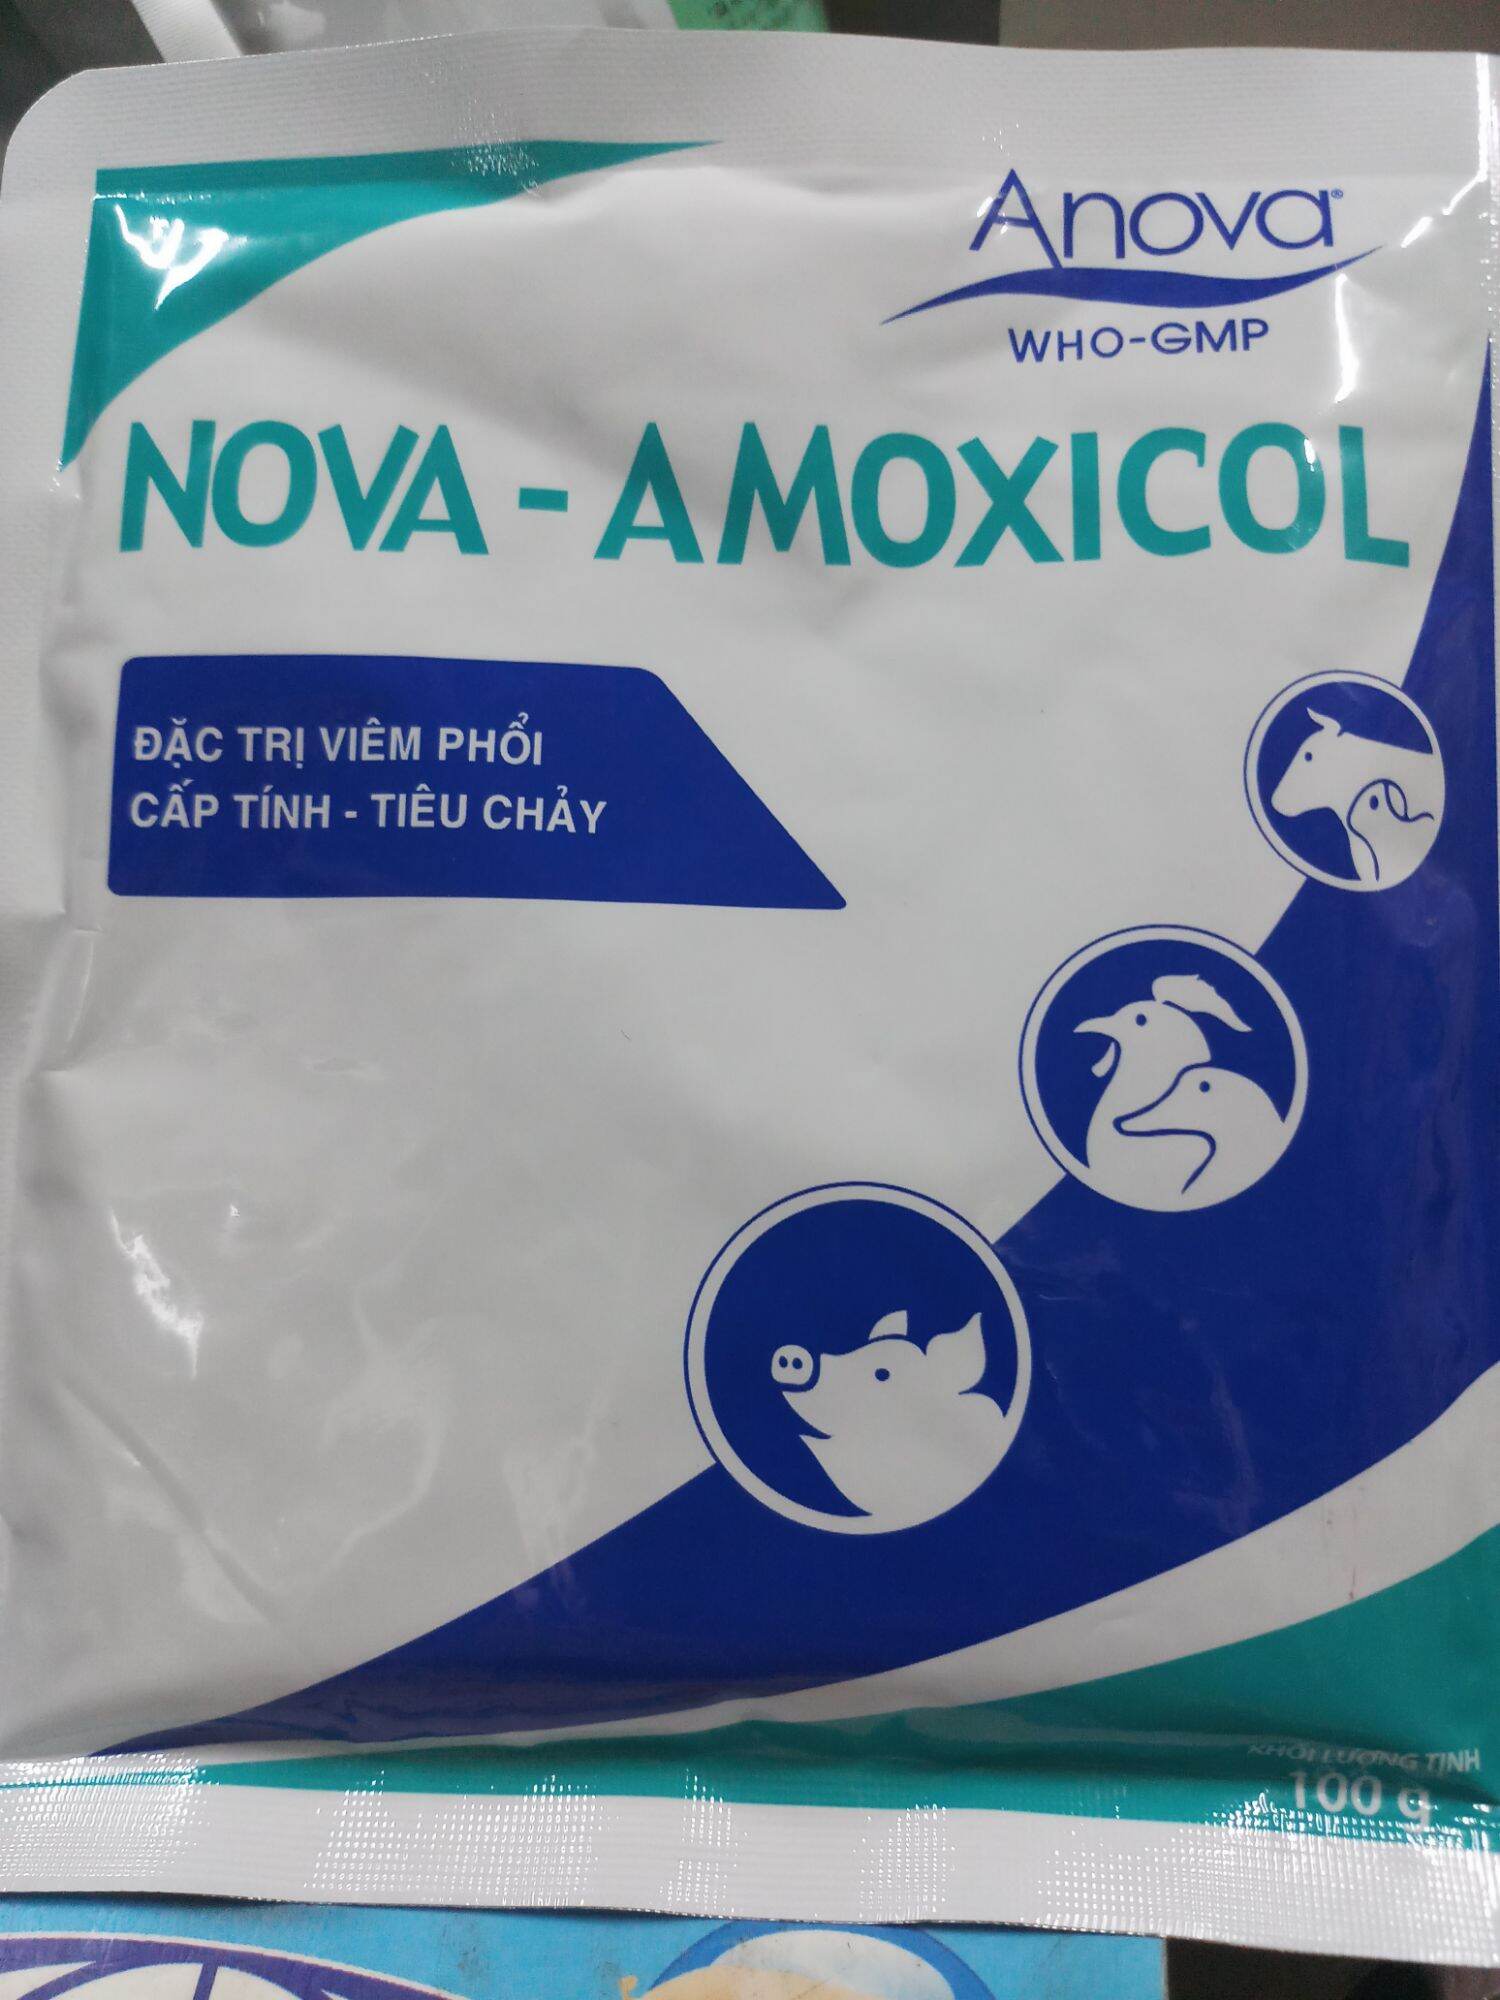 Anova®
WHO-GMP
NOVA - AMOXICOL
ĐẶC TRỊ VIÊM PHỔI
CẤP TÍNH - TIÊU CHẢY
KHỐI LƯỢNG TỊNH
100 g